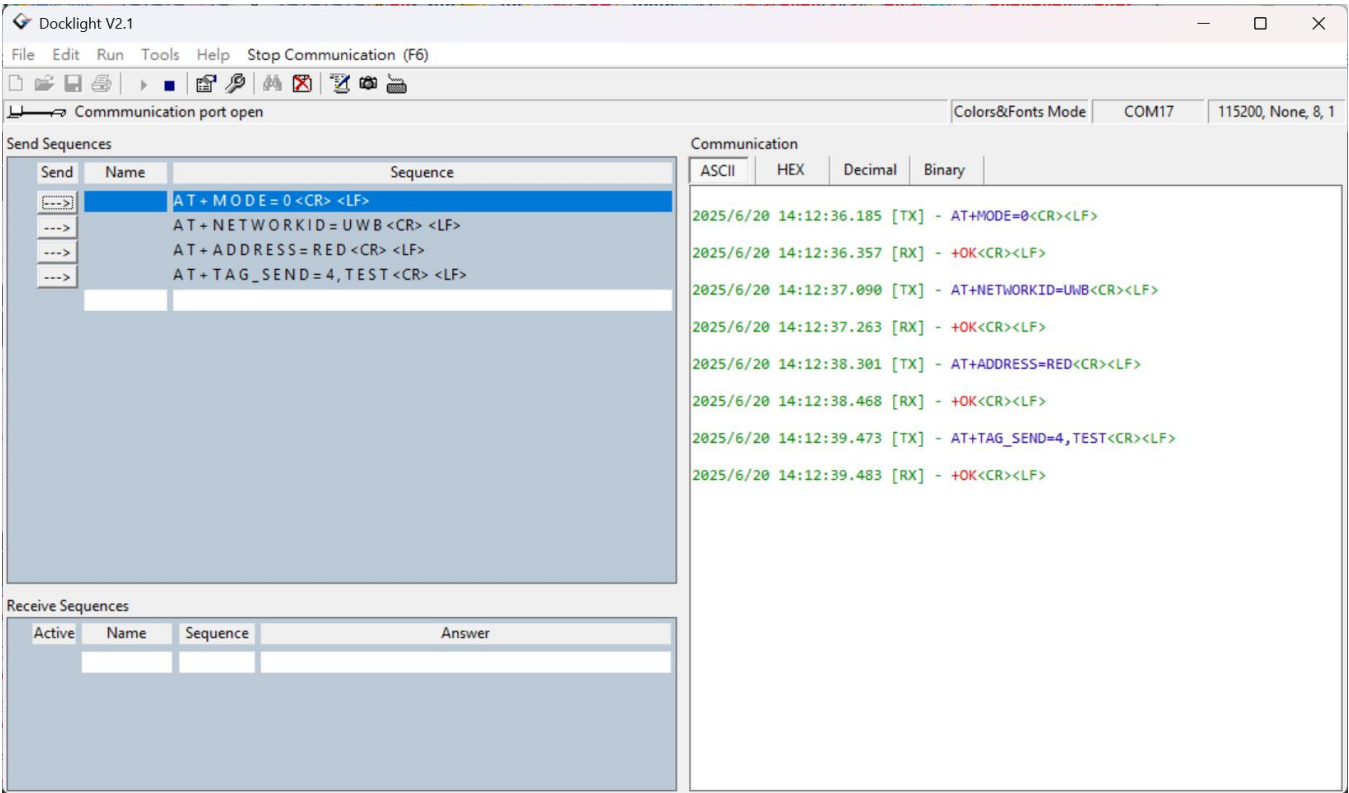 Docklight V2.1
File Edit Run Tools Help Stop Communication (F6)
Commmunication port open Colors&Fonts Mode COM17 115200, None, 8, 1
Send Sequences
Send Name Sequence
---> AT+MODE=0<CR><LF>
---> AT+NETWORKID=UWB<CR><LF>
---> AT+ADDRESS=RED<CR><LF>
---> AT+TAG_SEND=4,TEST<CR><LF>
Receive Sequences
Active Name Sequence Answer
Communication
ASCII HEX Decimal Binary
2025/6/20 14:12:36.185 [TX] - AT+MODE=0<CR><LF>
2025/6/20 14:12:36.357 [RX] - +OK<CR><LF>
2025/6/20 14:12:37.090 [TX] - AT+NETWORKID=UWB<CR><LF>
2025/6/20 14:12:37.263 [RX] - +OK<CR><LF>
2025/6/20 14:12:38.301 [TX] - AT+ADDRESS=RED<CR><LF>
2025/6/20 14:12:38.468 [RX] - +OK<CR><LF>
2025/6/20 14:12:39.473 [TX] - AT+TAG_SEND=4,TEST<CR><LF>
2025/6/20 14:12:39.483 [RX] - +OK<CR><LF>